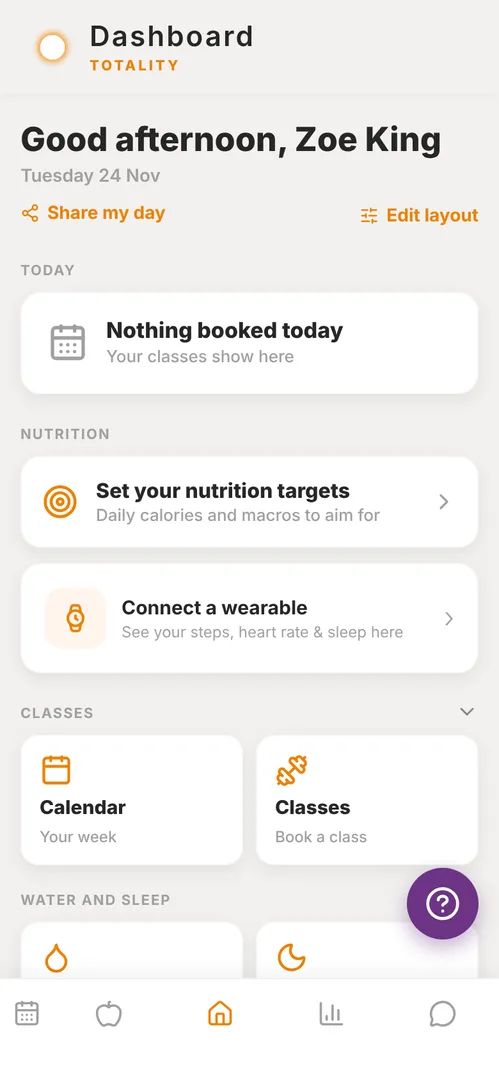 Dashboard
TOTALITY
Good afternoon, Zoe King
Tuesday 24 Nov
Share my day
Edit layout
TODAY
Nothing booked today
Your classes show here
NUTRITION
Set your nutrition targets
Daily calories and macros to aim for
Connect a wearable
See your steps, heart rate & sleep here
CLASSES
Calendar
Your week
Classes
Book a class
WATER AND SLEEP